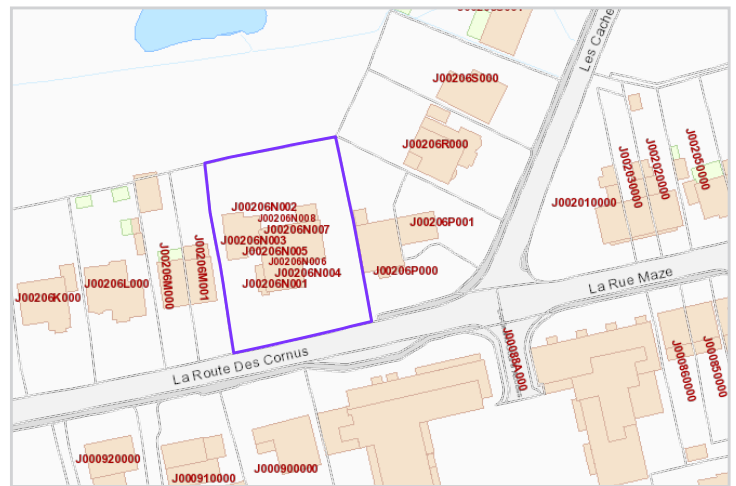 Les Cache
J00206S000
J00206R000
J002030000
J002020000
J002050000
J002010000
J00206N002
J00206N008
J00206N007
J00206N003
J00206N005
J00206N006
J00206N004
J00206N001
J00206P001
J00206P000
J00206K000
J00206L000
J00206M000
J00206M001
La Rue Maze
La Route Des Cornus
J00088A000
J000860000
J000850000
J000920000
J000910000
J000900000